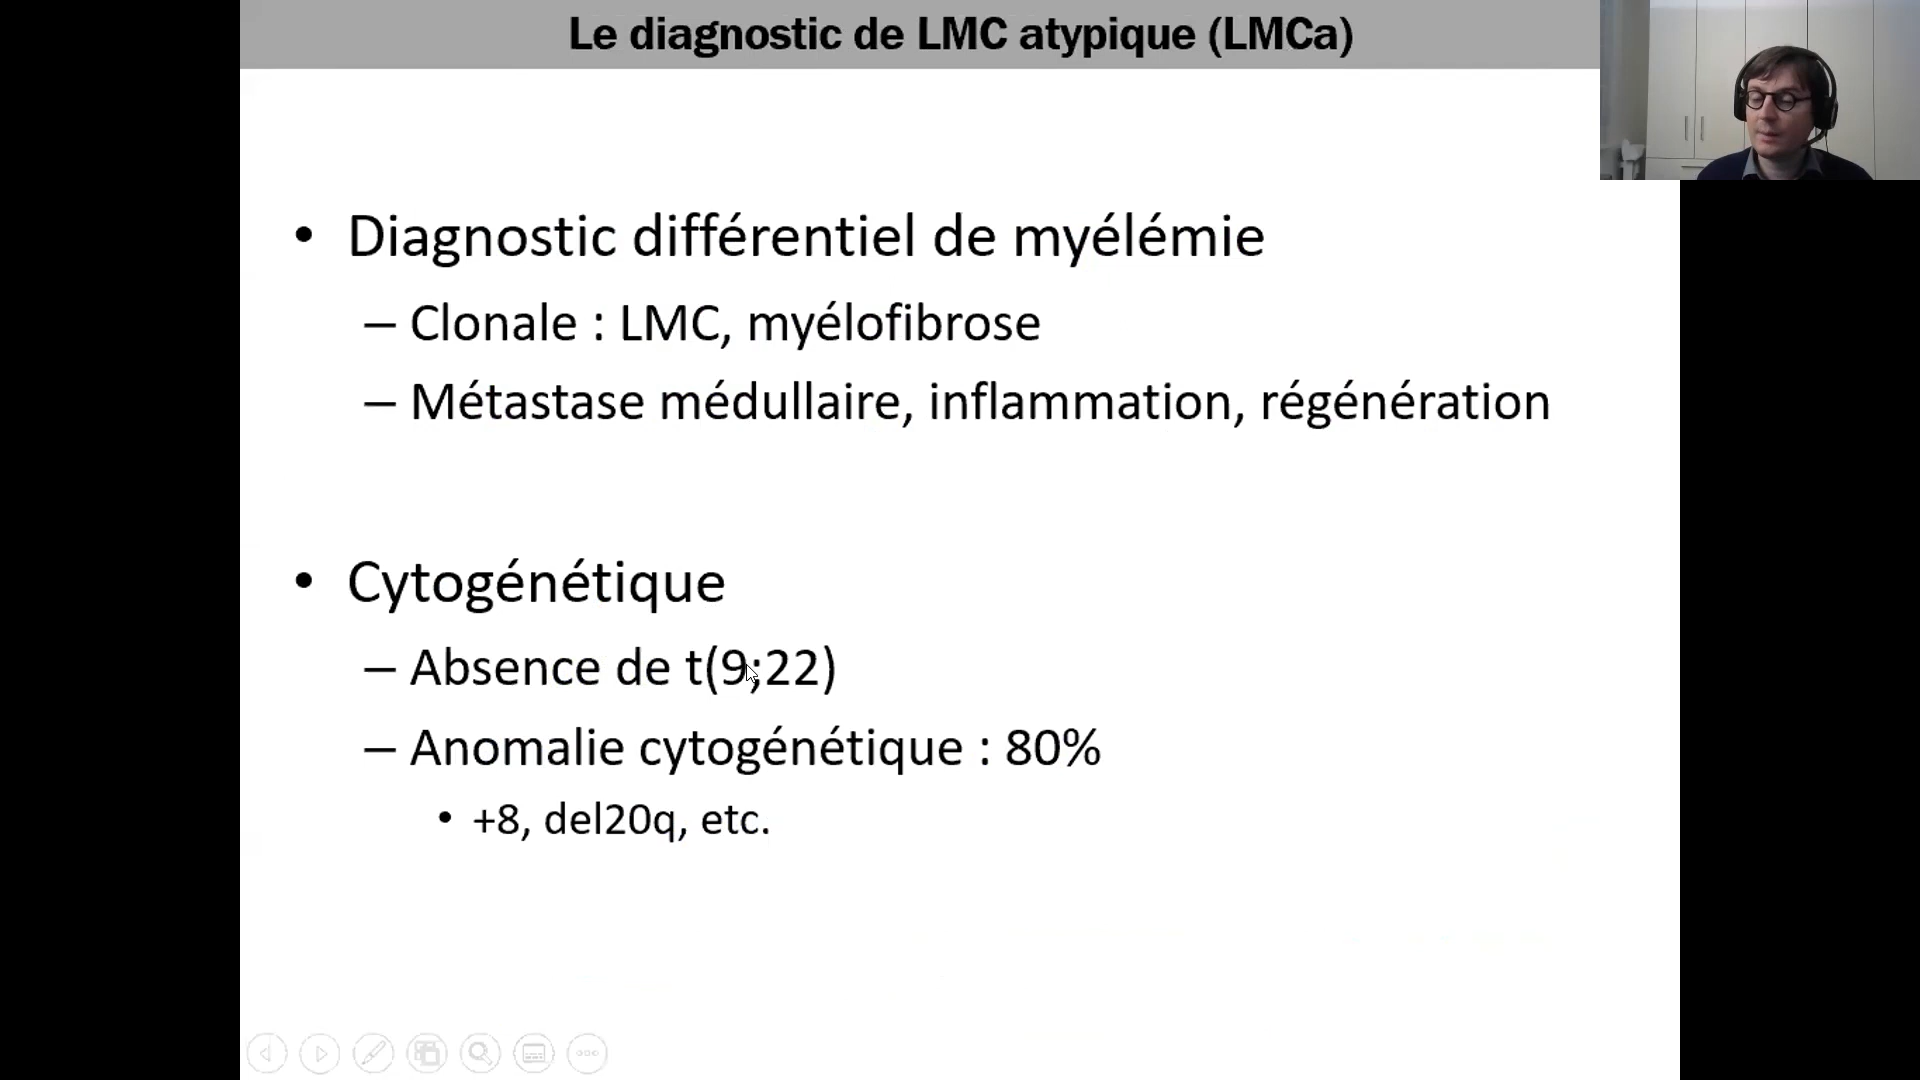 Le diagnostic de LMC atypique (LMCa)
• Diagnostic différentiel de myélémie
– Clonale : LMC, myélofibrose
– Métastase médullaire, inflammation, régénération
• Cytogénétique
– Absence de t(9;22)
– Anomalie cytogénétique : 80%
• +8, del20q, etc.